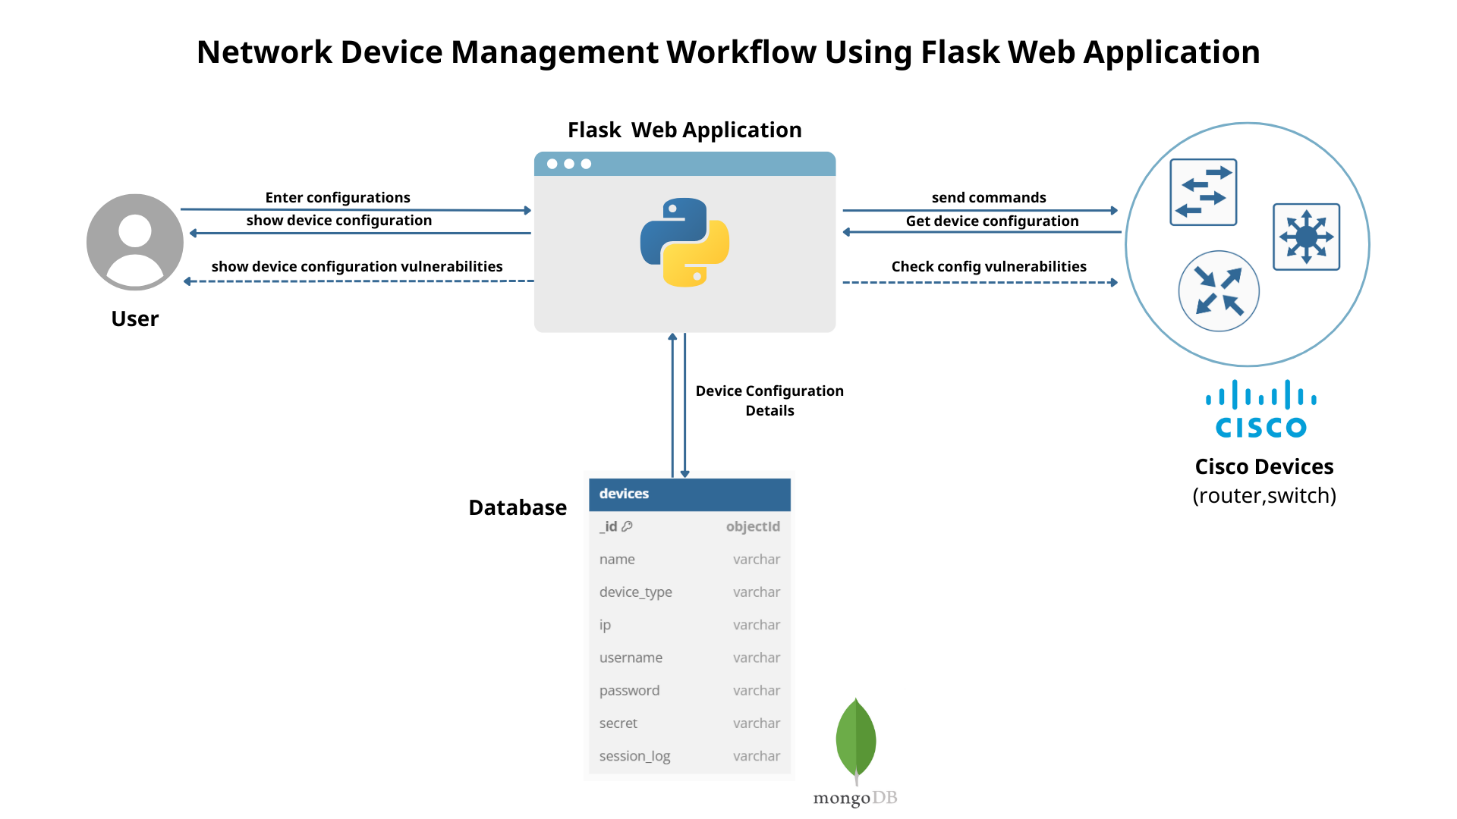 Network Device Management Workflow Using Flask Web Application
Flask Web Application
Enter configurations
show device configuration
show device configuration vulnerabilities
User
send commands
Get device configuration
Check config vulnerabilities
CISCO
Cisco Devices
(router,switch)
Device Configuration
Details
Database
devices
_id objectId
name varchar
device_type varchar
ip varchar
username varchar
password varchar
secret varchar
session_log varchar
mongoDB